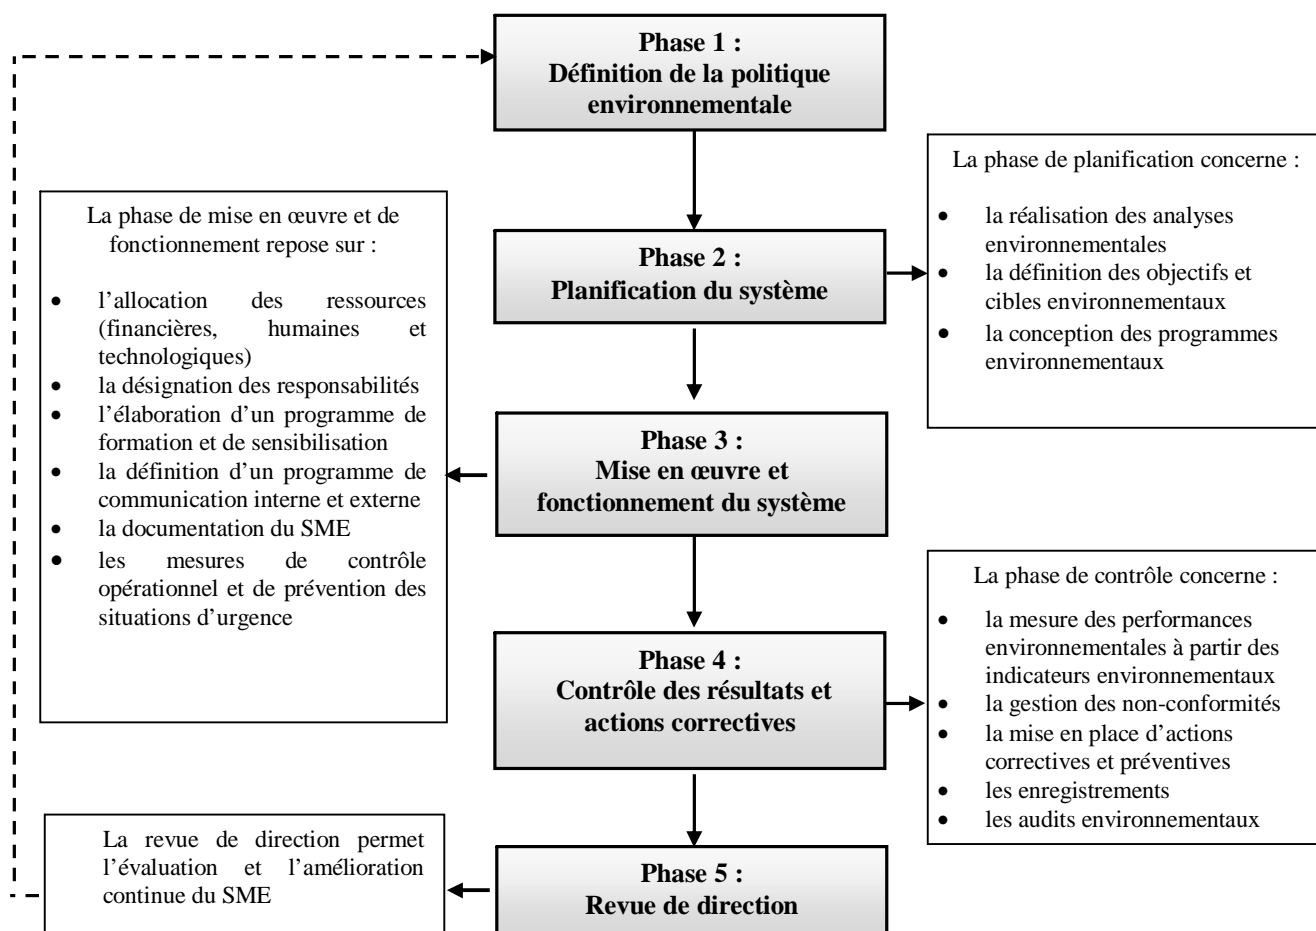 Phase 1 :
Définition de la politique
environnementale
La phase de planification concerne :
• la réalisation des analyses
environnementales
• la définition des objectifs et
cibles environnementaux
• la conception des programmes
environnementaux
Phase 2 :
Planification du système
La phase de mise en œuvre et de
fonctionnement repose sur :
• l’allocation des ressources
(financières, humaines et
technologiques)
• la désignation des responsabilités
• l’élaboration d’un programme de
formation et de sensibilisation
• la définition d’un programme de
communication interne et externe
• la documentation du SME
• les mesures de contrôle
opérationnel et de prévention des
situations d’urgence
Phase 3 :
Mise en œuvre et
fonctionnement du système
Phase 4 :
Contrôle des résultats et
actions correctives
La phase de contrôle concerne :
• la mesure des performances
environnementales à partir des
indicateurs environnementaux
• la gestion des non-conformités
• la mise en place d’actions
correctives et préventives
• les enregistrements
• les audits environnementaux
Phase 5 :
Revue de direction
La revue de direction permet
l’évaluation et l’amélioration
continue du SME